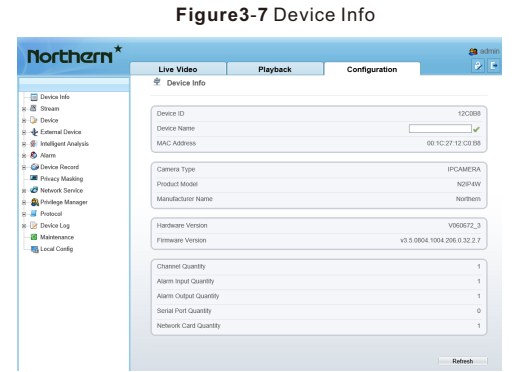 Figure3-7 Device Info
Northern
admin
Live Video Playback Configuration
Device Info
Device Info
Stream
Device
External Device
Intelligent Analysis
Alarm
Device Record
Privacy Masking
Network Service
Privilege Manager
Protocol
Device Log
Maintenance
Local Config
Device ID 12C0B8
Device Name
MAC Address 00:1C:27:12:C0:B8
Camera Type IPCAMERA
Product Model N2IP4W
Manufacturer Name Northern
Hardware Version V060672_3
Firmware Version v3.5.0804.1004.206.0.32.2.7
Channel Quantity 1
Alarm Input Quantity 1
Alarm Output Quantity 1
Serial Port Quantity 0
Network Card Quantity 1
Refresh